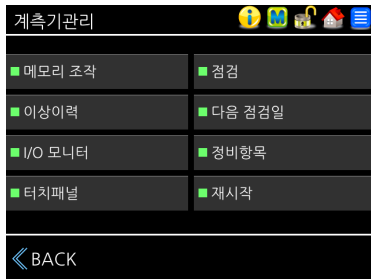 계측기관리
메모리 조작
점검
이상이력
다음 점검일
I/O 모니터
정비항목
터치패널
재시작
BACK